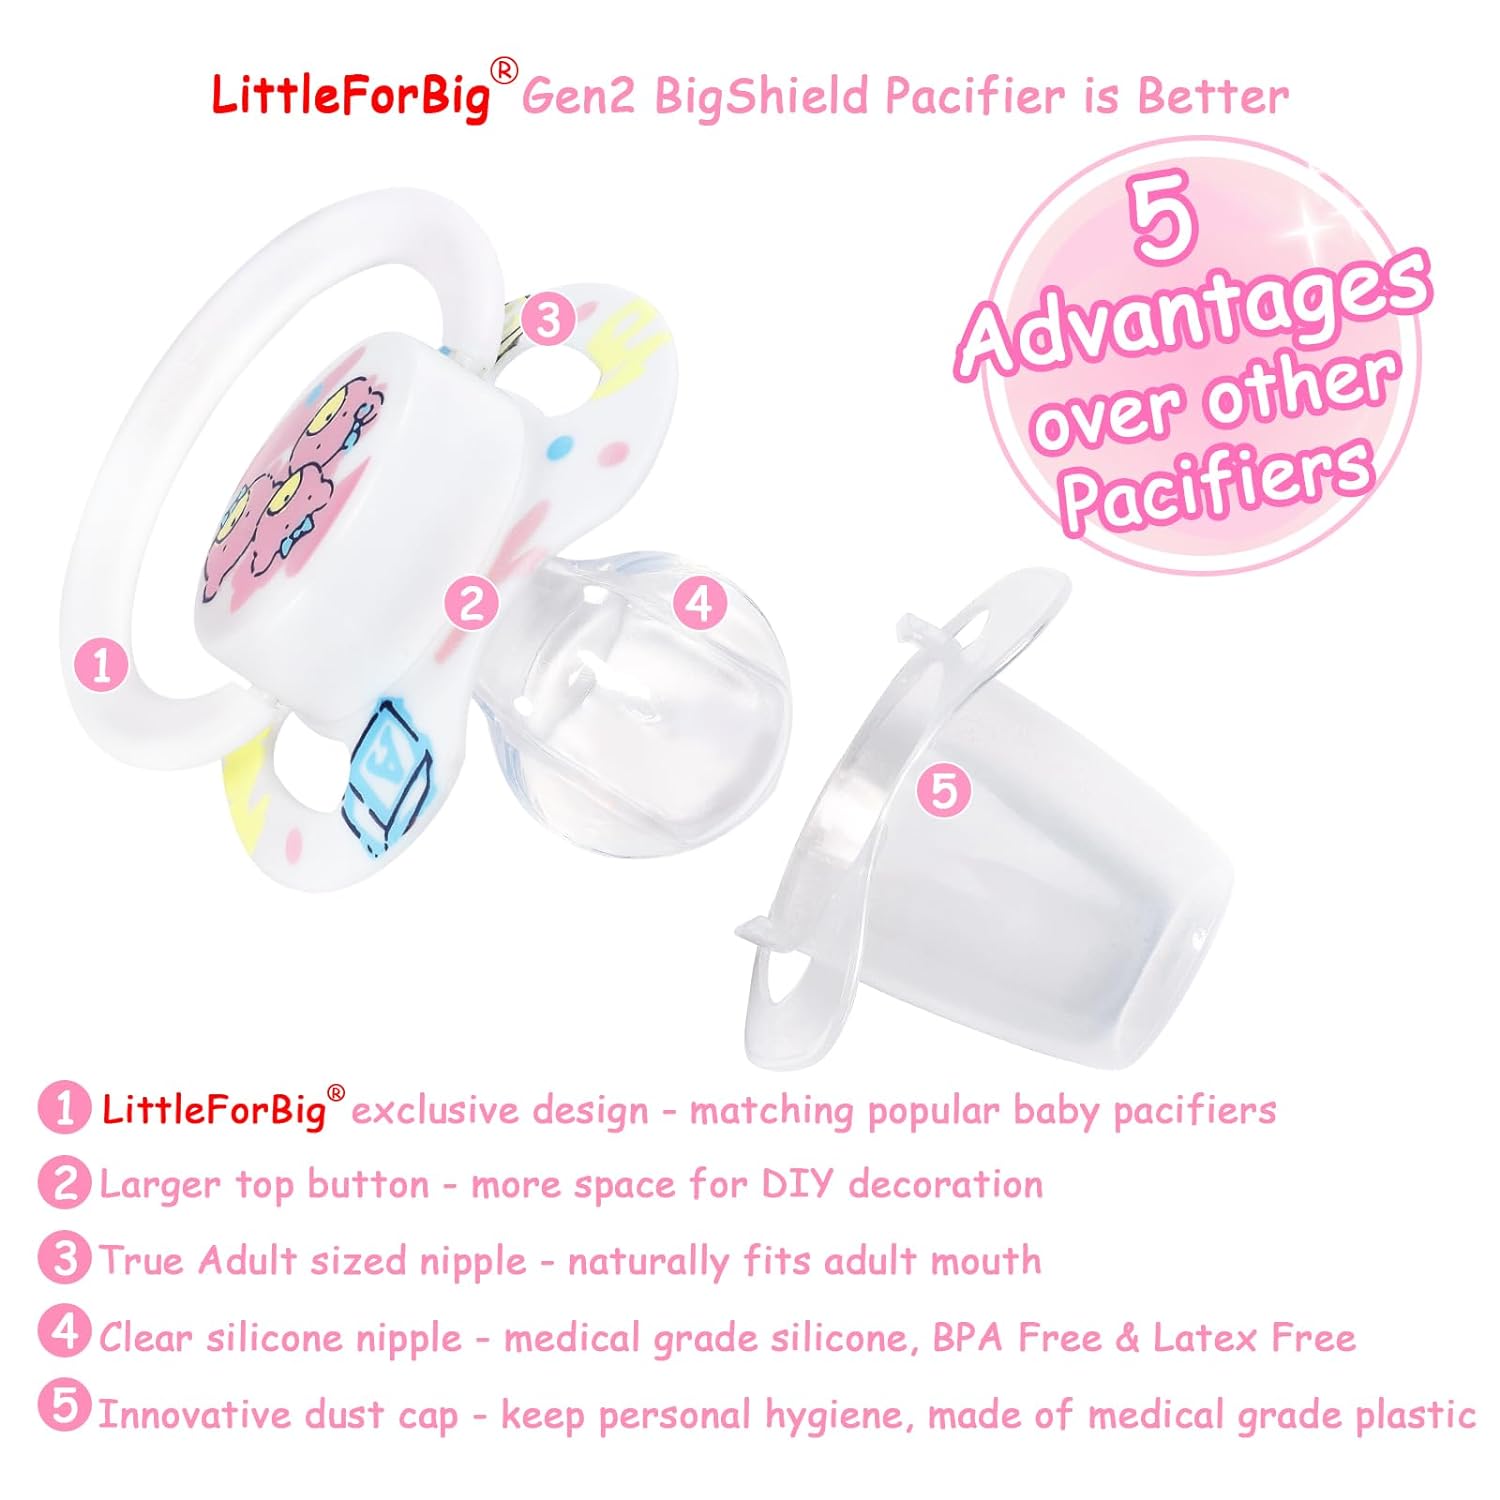 LittleForBig® Gen2 BigShield Pacifier is Better
5
Advantages
over other
Pacifiers
3
2
4
1
5
1 LittleForBig® exclusive design - matching popular baby pacifiers
2 Larger top button - more space for DIY decoration
3 True Adult sized nipple - naturally fits adult mouth
4 Clear silicone nipple - medical grade silicone, BPA Free & Latex Free
5 Innovative dust cap - keep personal hygiene, made of medical grade plastic